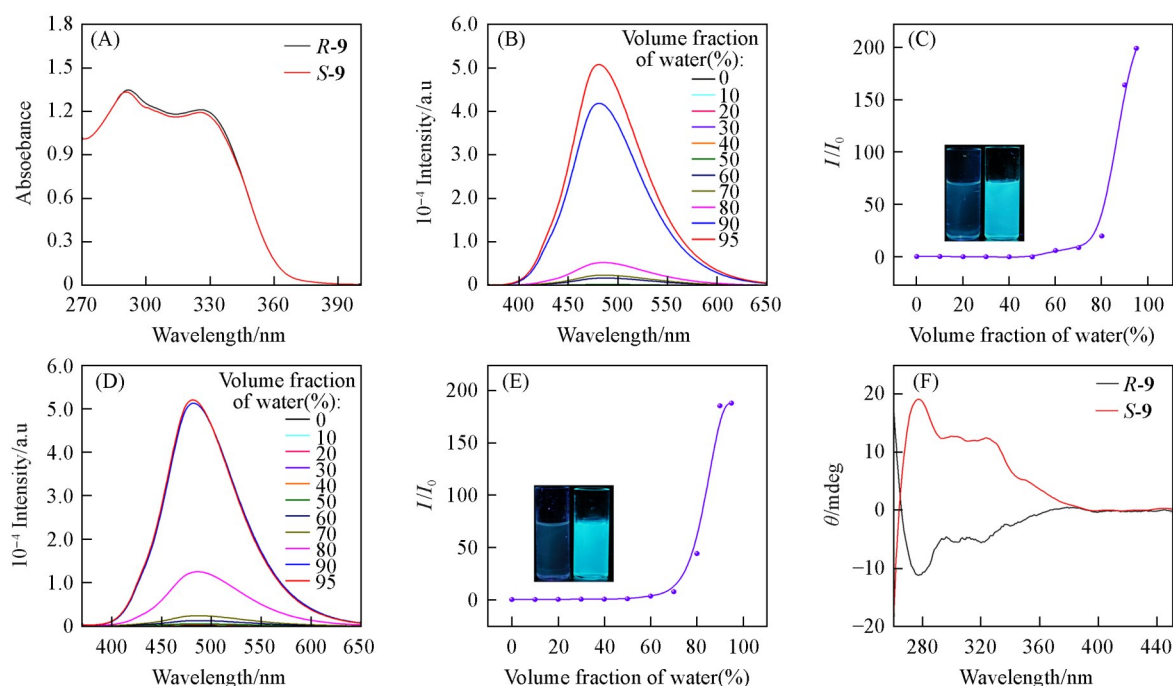 (A)
R-9
S-9
1.8
1.5
1.2
0.9
0.6
0.3
0
270 300 330 360 390
Absoebance
Wavelength/nm
(B)
Volume fraction
of water(%):
0
10
20
30
40
50
60
70
80
90
95
6.0
5.0
4.0
3.0
2.0
1.0
0
400 450 500 550 600 650
10⁻⁴ Intensity/a.u
Wavelength/nm
(C)
200
150
100
50
0
0 20 40 60 80 100
I/I₀
Volume fraction of water(%)
(D)
Volume fraction
of water(%):
0
10
20
30
40
50
60
70
80
90
95
6.0
5.0
4.0
3.0
2.0
1.0
0
400 450 500 550 600 650
10⁻⁴ Intensity/a.u
Wavelength/nm
(E)
200
150
100
50
0
0 20 40 60 80 100
I/I₀
Volume fraction of water(%)
(F)
R-9
S-9
20
10
0
−10
−20
280 320 360 400 440
θ/mdeg
Wavelength/nm